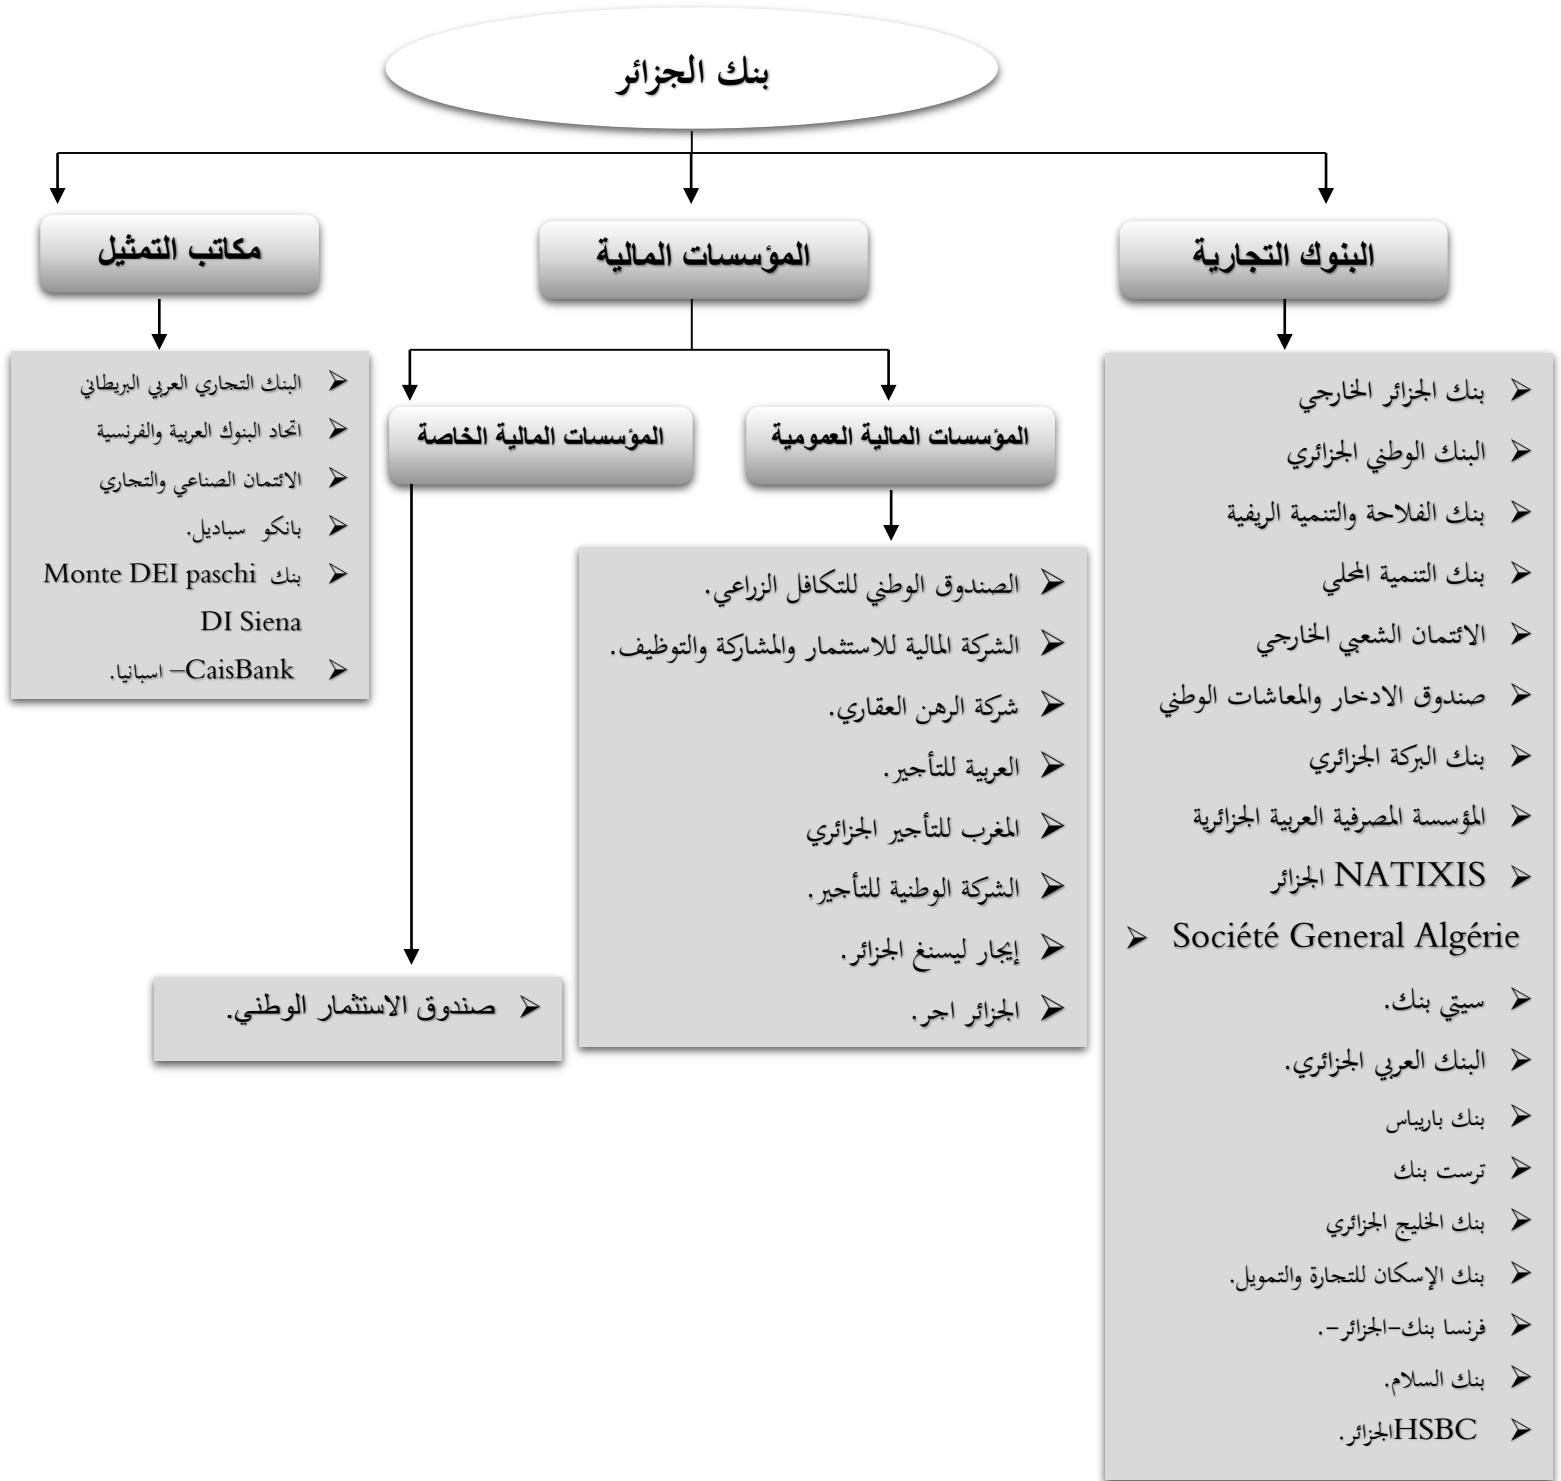 بنك الجزائر
البنوك التجارية
المؤسسات المالية
مكاتب التمثيل
بنك الجزائر الخارجي
البنك الوطني الجزائري
بنك الفلاحة والتنمية الريفية
بنك التنمية المحلي
الائتمان الشعبي الخارجي
صندوق الادخار والمعاشات الوطني
بنك البركة الجزائري
المؤسسة المصرفية العربية الجزائرية
NATIXIS الجزائر
Société General Algérie
سيتي بنك.
البنك العربي الجزائري.
بنك باريباس
ترست بنك
بنك الخليج الجزائري
بنك الإسكان للتجارة والتمويل.
فرنسا بنك-الجزائر-.
بنك السلام.
HSBCالجزائر.
المؤسسات المالية العمومية
المؤسسات المالية الخاصة
الصندوق الوطني للتكافل الزراعي.
الشركة المالية للاستثمار والمشاركة والتوظيف.
شركة الرهن العقاري.
العربية للتأجير.
المغرب للتأجير الجزائري
الشركة الوطنية للتأجير.
إيجار ليسنغ الجزائر.
الجزائر اجر.
صندوق الاستثمار الوطني.
البنك التجاري العربي البريطاني
اتحاد البنوك العربية والفرنسية
الائتمان الصناعي والتجاري
بانكو سباديل.
بنك Monte DEI paschi
DI Siena
CaisBank– اسبانيا.